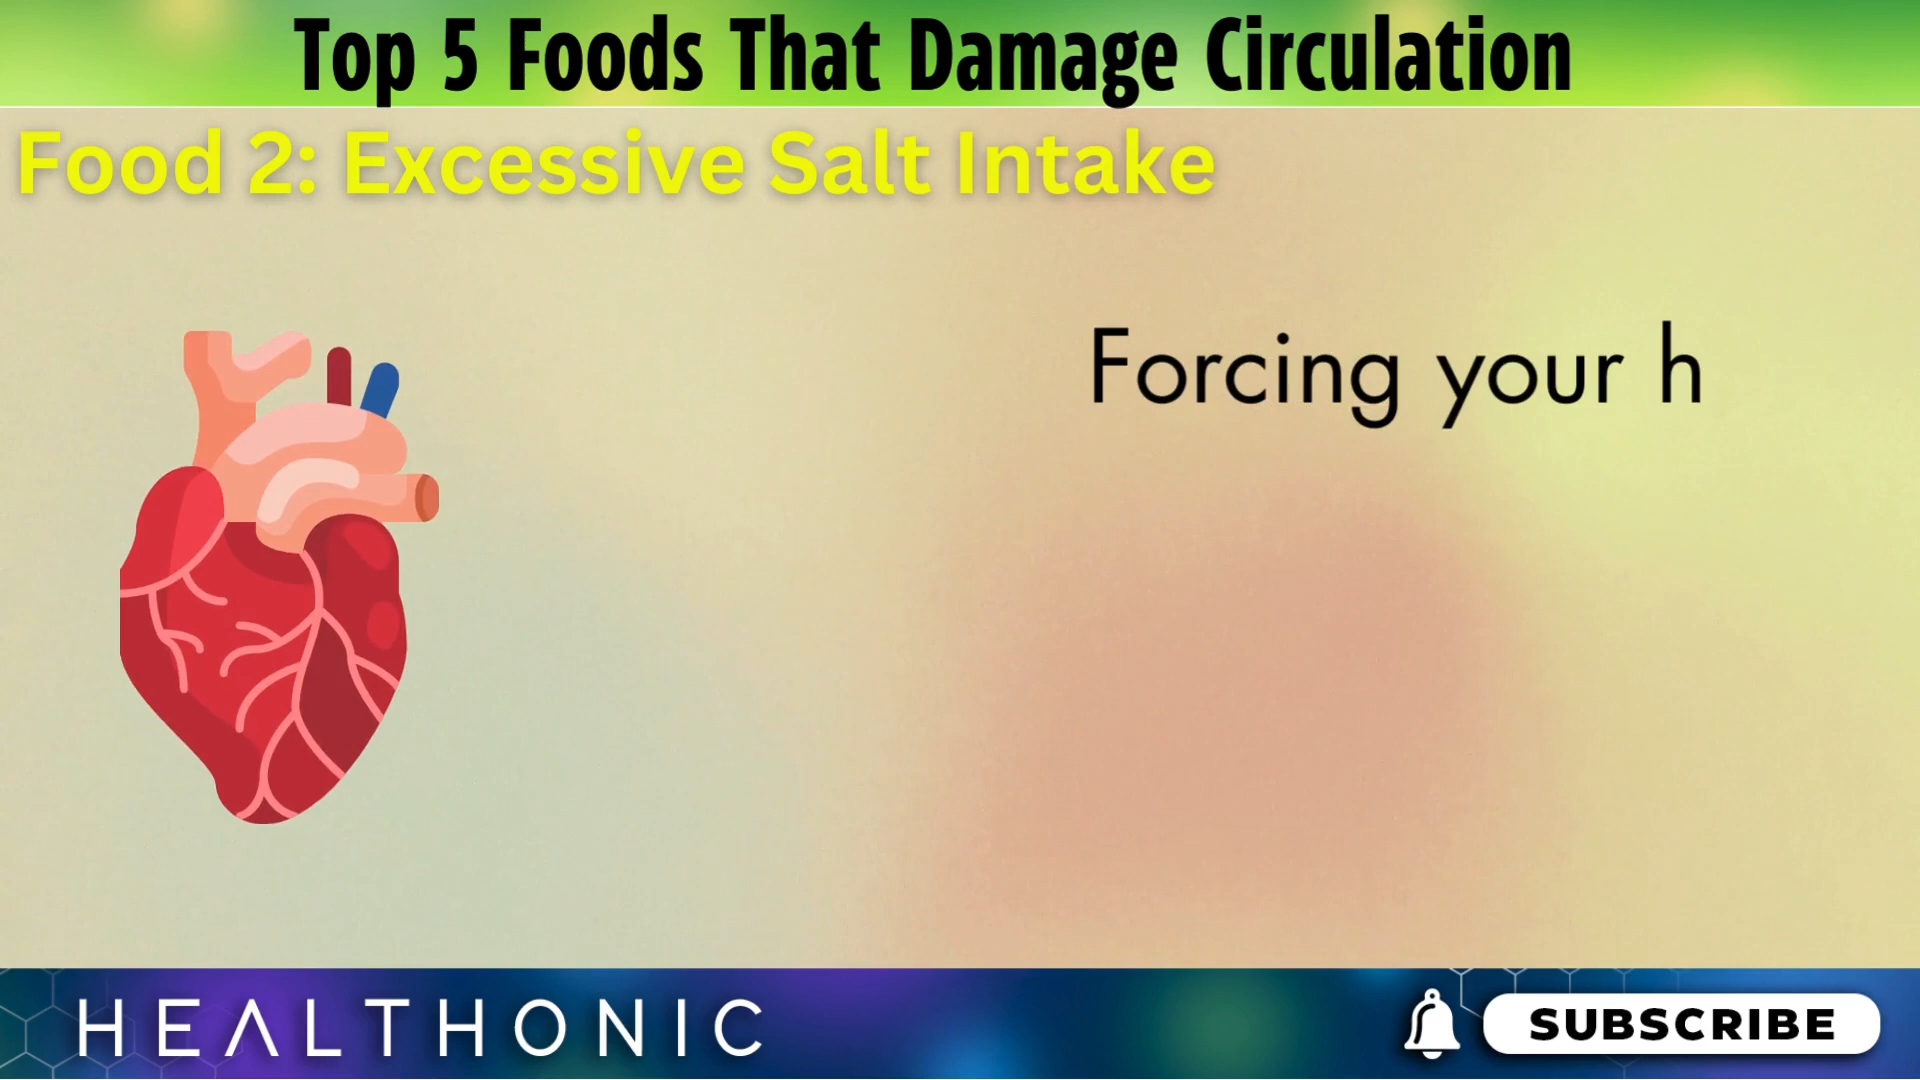 Top 5 Foods That Damage Circulation
Food 2: Excessive Salt Intake
Forcing your h
HEALTHONIC
SUBSCRIBE